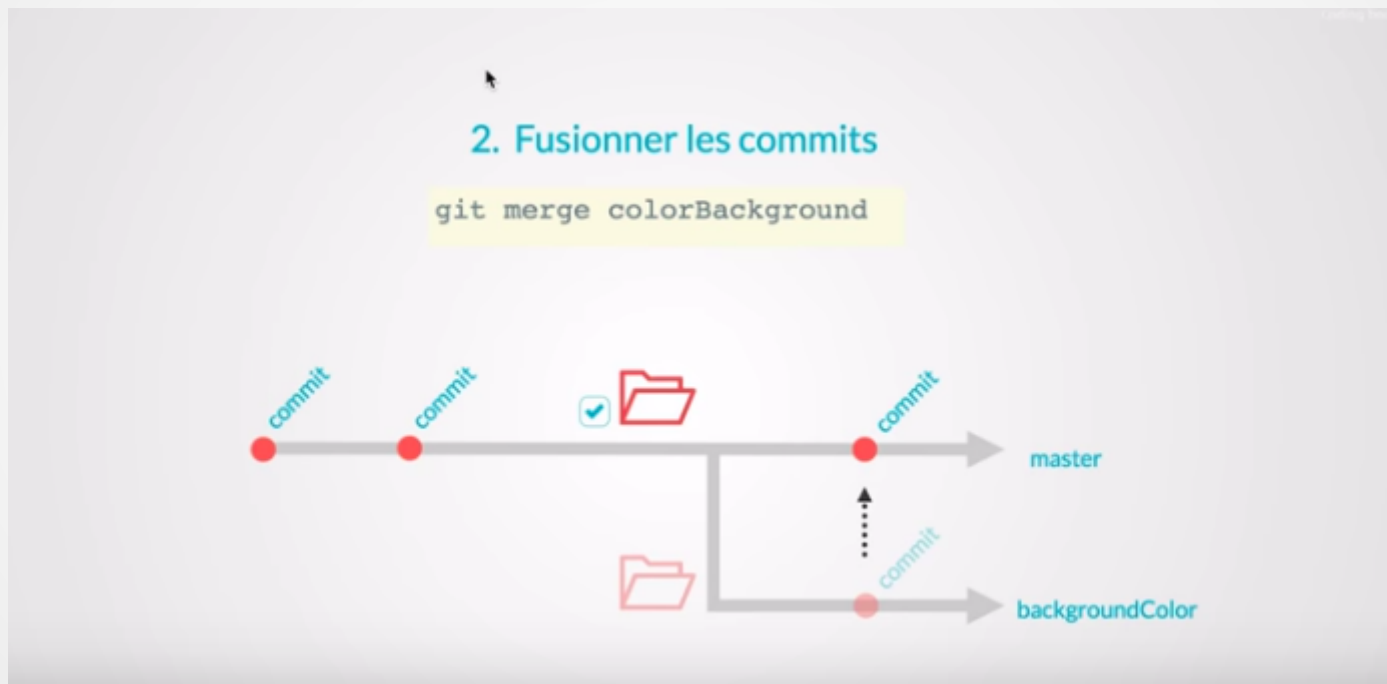 2. Fusionner les commits
git merge colorBackground
commit
commit
commit
master
commit
backgroundColor